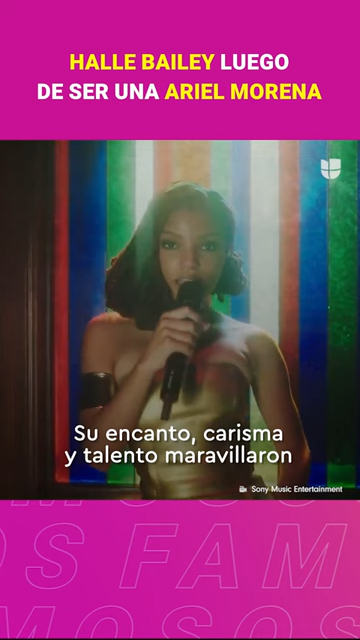 HALLE BAILEY LUEGO
DE SER UNA ARIEL MORENA
Su encanto, carisma
y talento maravillaron
Sony Music Entertainment
OS FAM
MOSOS